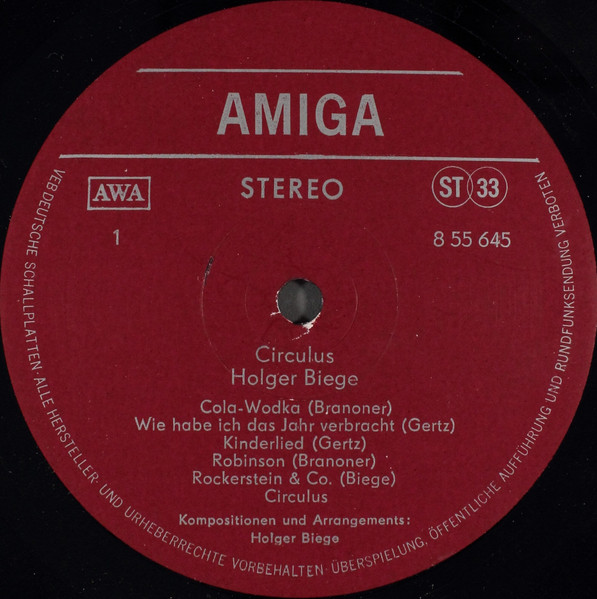 AMIGA
AWA
STEREO
ST 33
1
8 55 645
Circulus
Holger Biege
Cola-Wodka (Branoner)
Wie habe ich das Jahr verbracht (Gertz)
Kinderlied (Gertz)
Robinson (Branoner)
Rockerstein & Co. (Biege)
Circulus
Kompositionen und Arrangements:
Holger Biege
VEB DEUTSCHE SCHALLPLATTEN · ALLE HERSTELLER- UND URHEBERRECHTE VORBEHALTEN · ÜBERSPIELUNG, ÖFFENTLICHE AUFFÜHRUNG UND RUNDFUNKSENDUNG VERBOTEN